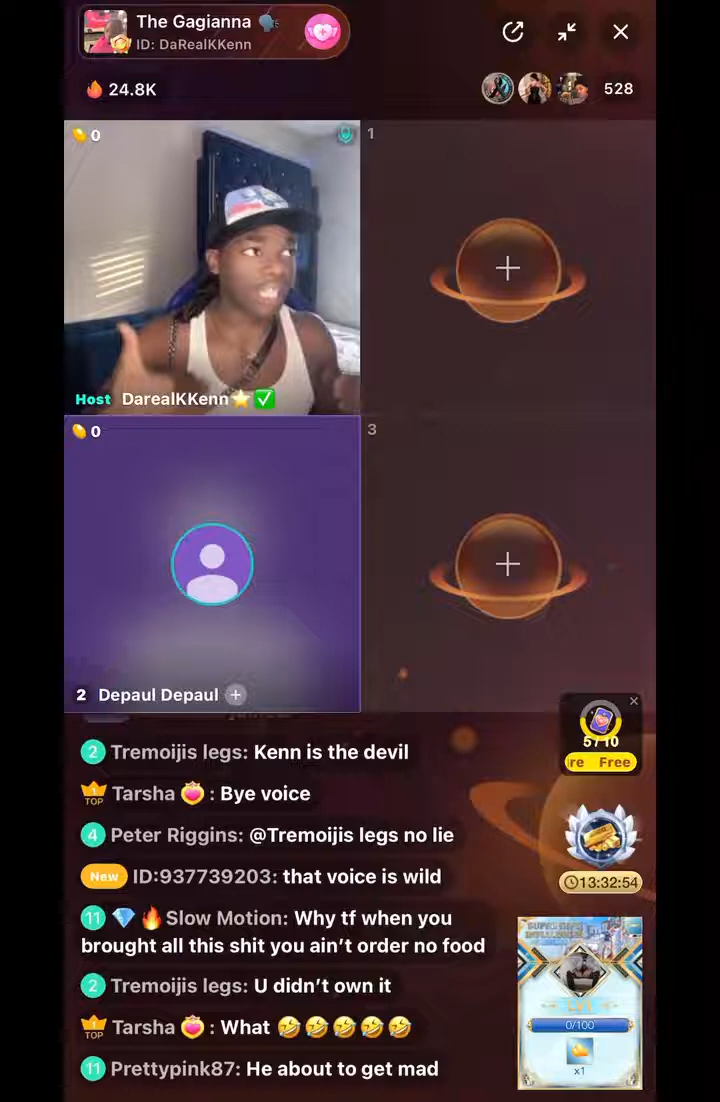 The Gagianna 🗣️
ID: DaRealKKenn
🔥 24.8K
528
0
1
Host DarealKKenn⭐✅
0
3
2 Depaul Depaul +
5/10
re Free
2 Tremoijis legs: Kenn is the devil
TOP Tarsha 💝 : Bye voice
4 Peter Riggins: @Tremoijis legs no lie
New ID:937739203: that voice is wild
13:32:54
11 💎 🔥 Slow Motion: Why tf when you
brought all this shit you ain’t order no food
2 Tremoijis legs: U didn’t own it
1 TOP Tarsha 💝 : What 🤣🤣🤣🤣🤣
11 Prettypink87: He about to get mad
0/100
x1